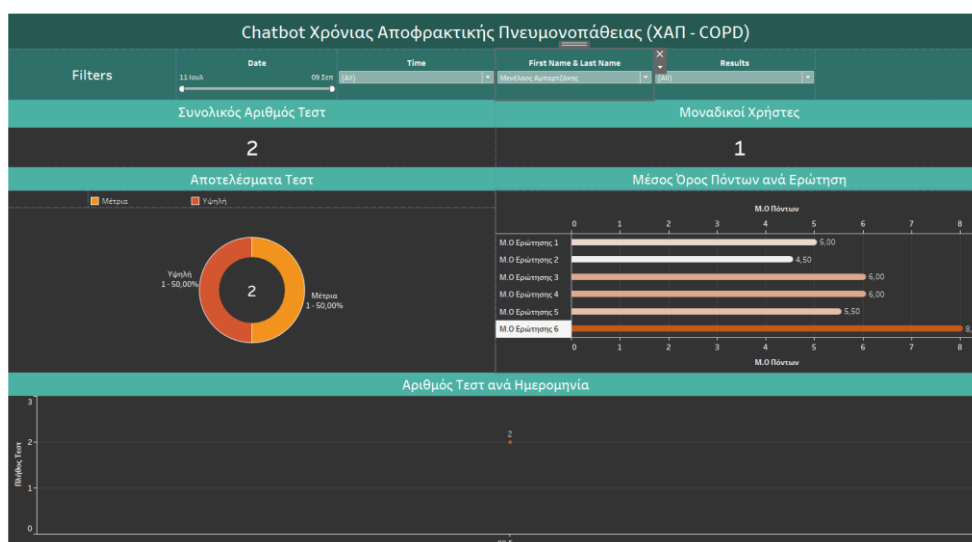 Chatbot Χρόνιας Αποφρακτικής Πνευμονοπάθειας (ΧΑΠ - COPD)
Filters
Date
11 Ιουλ 09 Σεπ
Time
(All)
First Name & Last Name
Μενέλαος Αμπαρτζάκης
Results
(All)
Συνολικός Αριθμός Τεστ
Μοναδικοί Χρήστες
2
1
Αποτελέσματα Τεστ
Μέτρια Υψηλή
Υψηλή
1 - 50,00%
2
Μέτρια
1 - 50,00%
Μέσος Όρος Πόντων ανά Ερώτηση
Μ.Ο Πόντων
0 1 2 3 4 5 6 7 8
Μ.Ο Ερώτησης 1 5,00
Μ.Ο Ερώτησης 2 4,50
Μ.Ο Ερώτησης 3 6,00
Μ.Ο Ερώτησης 4 6,00
Μ.Ο Ερώτησης 5 5,50
Μ.Ο Ερώτησης 6
0 1 2 3 4 5 6 7 8
Μ.Ο Πόντων
Αριθμός Τεστ ανά Ημερομηνία
Πλήθος Τεστ
3
2
1
0
2